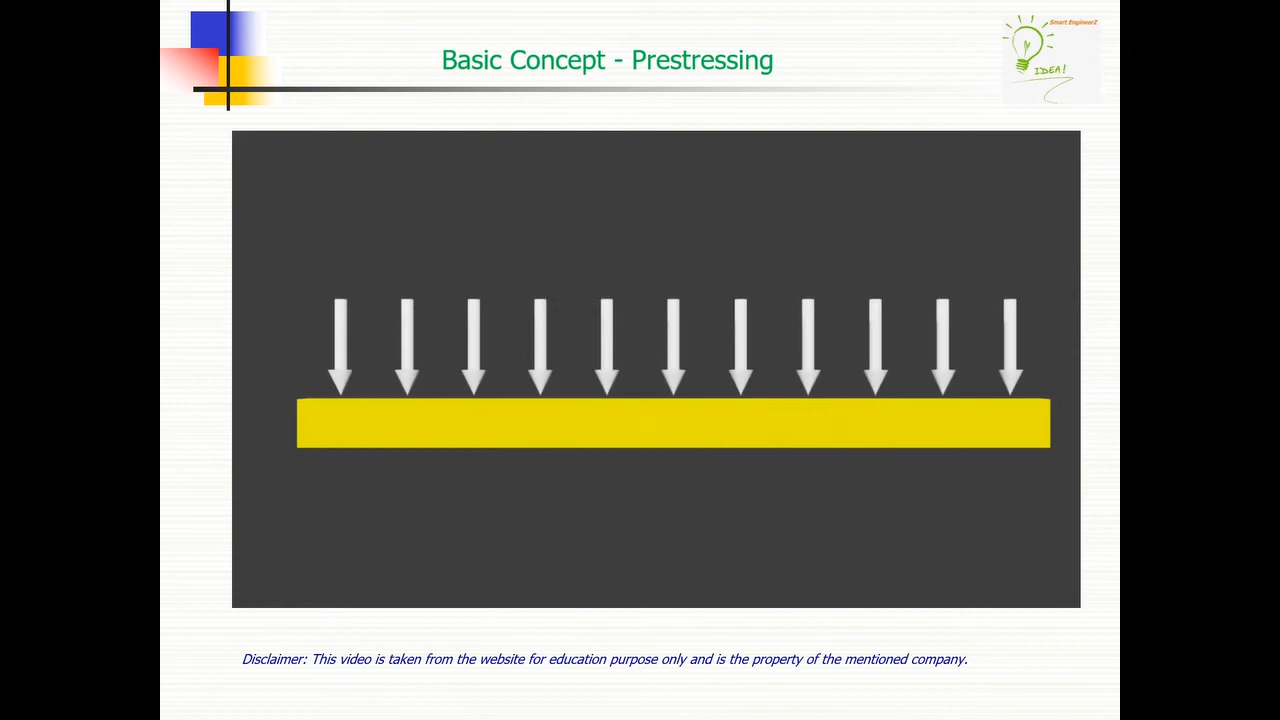 Basic Concept - Prestressing
Smart EngineerZ
IDEA!
Disclaimer: This video is taken from the website for education purpose only and is the property of the mentioned company.